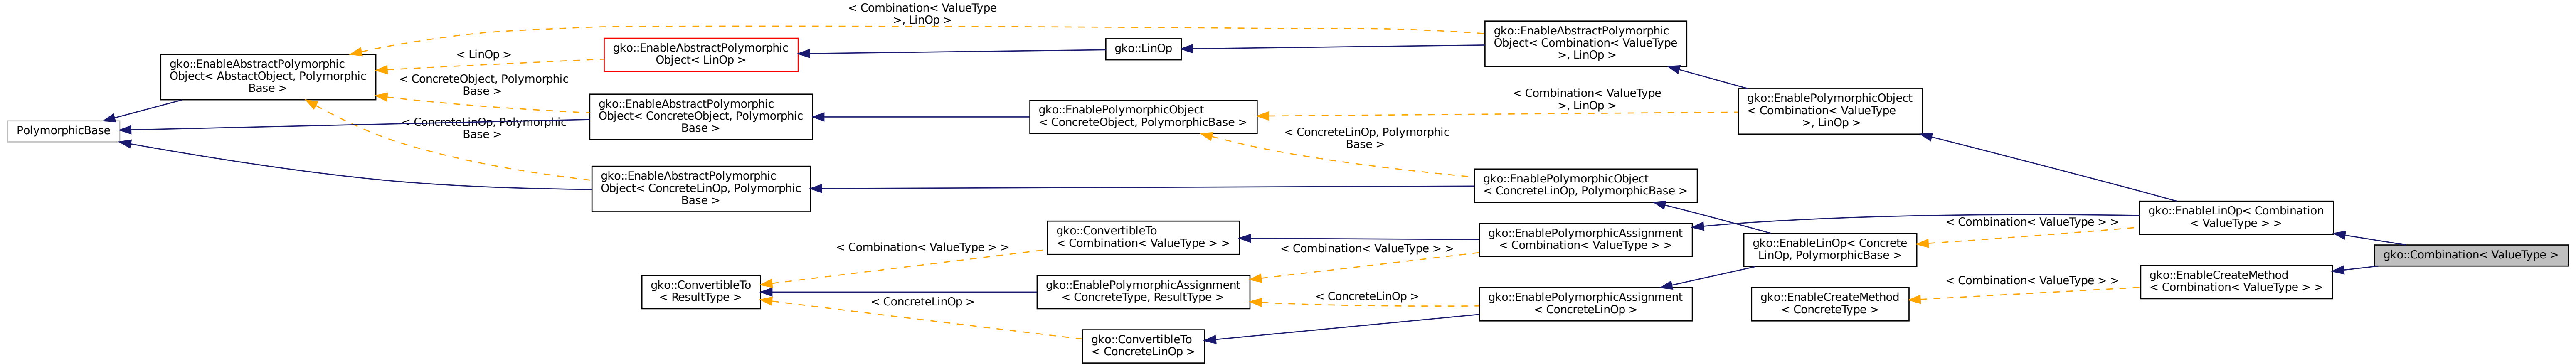 PolymorphicBase
gko::EnableAbstractPolymorphic
Object< AbstactObject, Polymorphic
Base >
< Combination< ValueType
>, LinOp >
< LinOp >
< ConcreteObject, Polymorphic
Base >
< ConcreteLinOp, Polymorphic
Base >
gko::EnableAbstractPolymorphic
Object< LinOp >
gko::EnableAbstractPolymorphic
Object< ConcreteObject, Polymorphic
Base >
gko::EnableAbstractPolymorphic
Object< ConcreteLinOp, Polymorphic
Base >
gko::ConvertibleTo
< ResultType >
< Combination< ValueType > >
< ConcreteLinOp >
gko::LinOp
gko::EnablePolymorphicObject
< ConcreteObject, PolymorphicBase >
gko::ConvertibleTo
< Combination< ValueType > >
gko::EnablePolymorphicAssignment
< ConcreteType, ResultType >
gko::ConvertibleTo
< ConcreteLinOp >
< Combination< ValueType
>, LinOp >
< ConcreteLinOp, Polymorphic
Base >
< Combination< ValueType > >
< ConcreteLinOp >
gko::EnableAbstractPolymorphic
Object< Combination< ValueType
>, LinOp >
gko::EnablePolymorphicObject
< ConcreteLinOp, PolymorphicBase >
gko::EnablePolymorphicAssignment
< Combination< ValueType > >
gko::EnablePolymorphicAssignment
< ConcreteLinOp >
gko::EnablePolymorphicObject
< Combination< ValueType
>, LinOp >
gko::EnableLinOp< Concrete
LinOp, PolymorphicBase >
gko::EnableCreateMethod
< ConcreteType >
< Combination< ValueType > >
< Combination< ValueType > >
gko::EnableLinOp< Combination
< ValueType > >
gko::EnableCreateMethod
< Combination< ValueType > >
gko::Combination< ValueType >